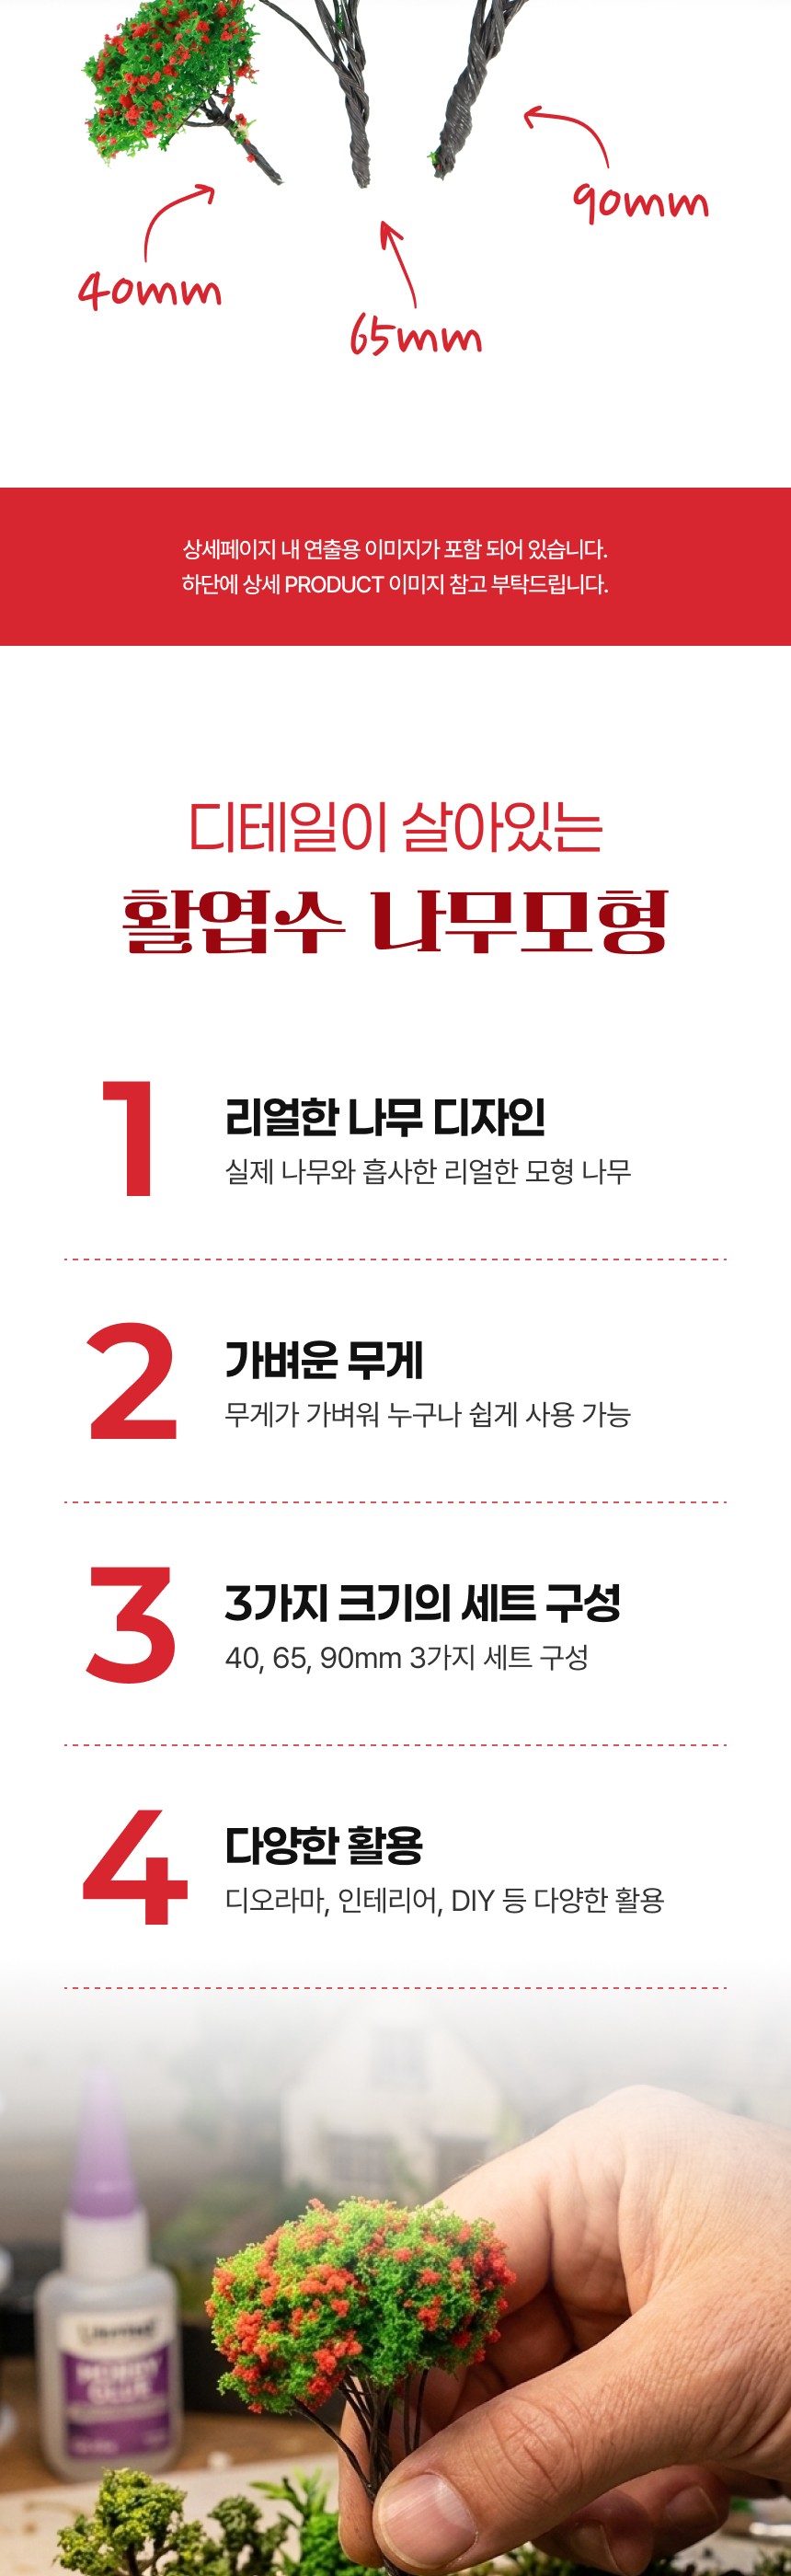 90mm
40mm
65mm
상세페이지 내 연출용 이미지가 포함 되어 있습니다.
하단에 상세 PRODUCT 이미지 참고 부탁드립니다.
디테일이 살아있는
활엽수 나무모형
1
리얼한 나무 디자인
실제 나무와 흡사한 리얼한 모형 나무
2
가벼운 무게
무게가 가벼워 누구나 쉽게 사용 가능
3
3가지 크기의 세트 구성
40, 65, 90mm 3가지 세트 구성
4
다양한 활용
디오라마, 인테리어, DIY 등 다양한 활용
GLUE